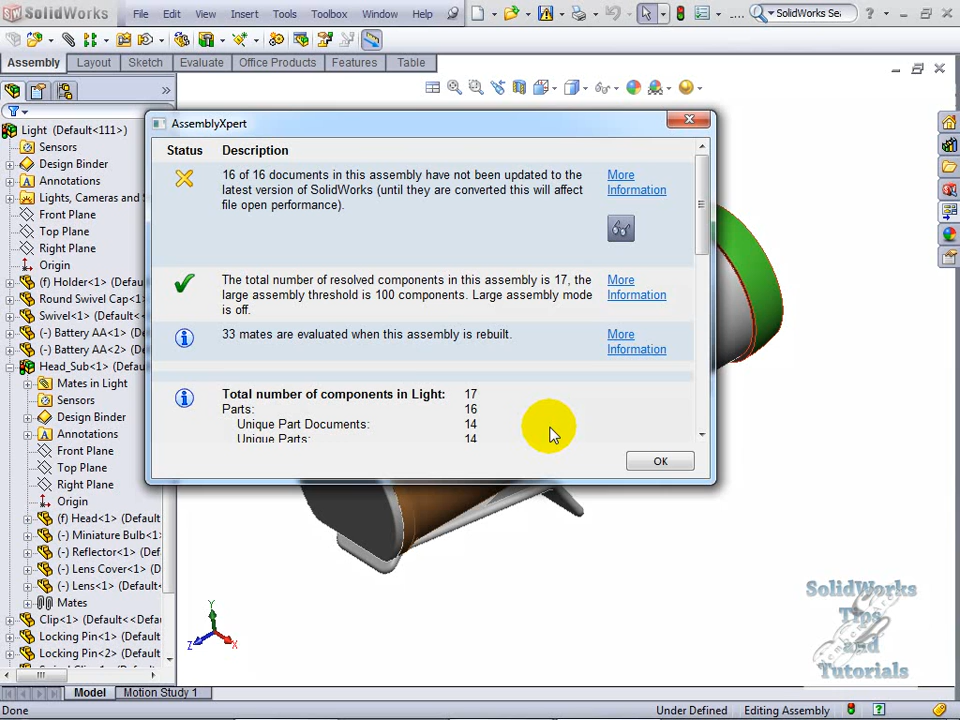 SolidWorks
File Edit View Insert Tools Toolbox Window Help
SolidWorks Se
Assembly Layout Sketch Evaluate Office Products Features Table
Light (Default<111>)
Sensors
Design Binder
Annotations
Lights, Cameras and
Front Plane
Top Plane
Right Plane
Origin
(f) Holder<1> (Default
Round Swivel Cap<1>
Swivel<1> (Default
(-) Battery AA<1>
(-) Battery AA<2>
Head_Sub<1> (Default
Mates in Light
Sensors
Design Binder
Annotations
Front Plane
Top Plane
Right Plane
Origin
(f) Head<1> (Default
(-) Miniature Bulb<1>
(-) Reflector<1> (Def
(-) Lens Cover<1> (D
(-) Lens<1> (Default<
Mates
Clip<1> (Default<<Def
Locking Pin<1> (Defaul
Locking Pin<2> (Defaul
AssemblyXpert
Status Description
16 of 16 documents in this assembly have not been updated to the
latest version of SolidWorks (until they are converted this will affect
file open performance).
More
Information
The total number of resolved components in this assembly is 17, the
large assembly threshold is 100 components. Large assembly mode
is off.
More
Information
33 mates are evaluated when this assembly is rebuilt.
More
Information
Total number of components in Light: 17
Parts: 16
Unique Part Documents: 14
Unique Parts: 14
OK
Y
Z
X
SolidWorks
Tips
and
Tutorials
Model Motion Study 1
Done
Under Defined
Editing Assembly